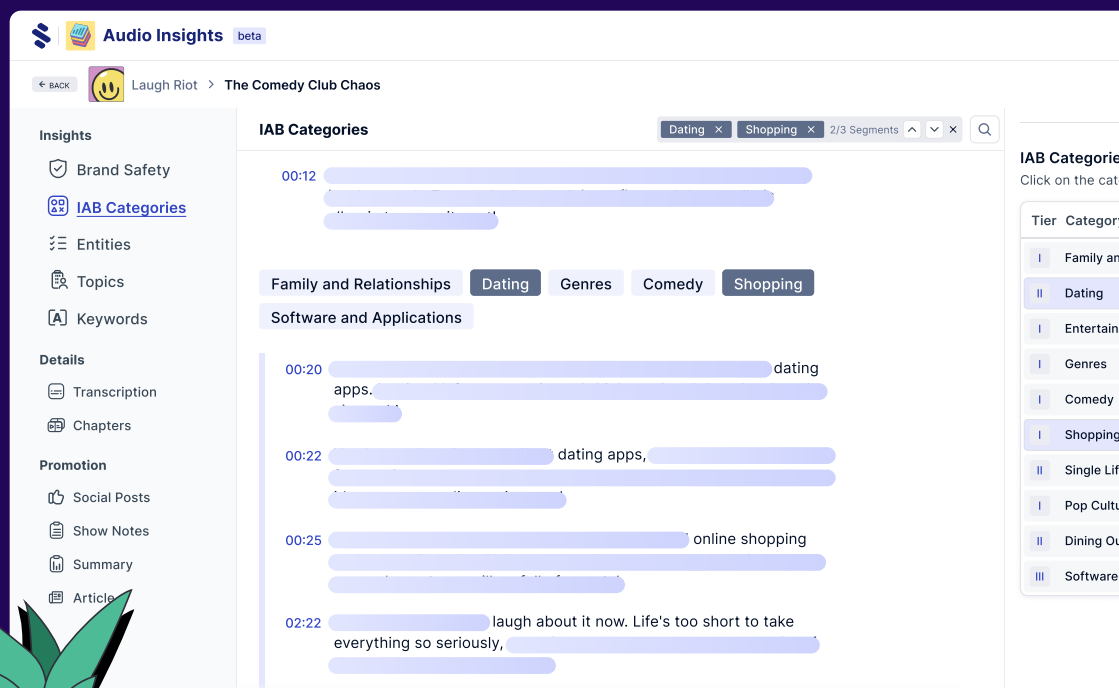 Audio Insights beta
← BACK Laugh Riot > The Comedy Club Chaos
Insights
Brand Safety
IAB Categories
Entities
Topics
Keywords
Details
Transcription
Chapters
Promotion
Social Posts
Show Notes
Summary
Article
IAB Categories
Dating × Shopping × 2/3 Segments ×
00:12
Family and Relationships Dating Genres Comedy Shopping
Software and Applications
00:20 dating
apps.
00:22 dating apps,
00:25 online shopping
02:22 laugh about it now. Life's too short to take
everything so seriously,
IAB Categorie
Click on the cat
Tier Category
I Family an
II Dating
I Entertain
I Genres
I Comedy
I Shopping
II Single Lif
I Pop Cultu
II Dining Ou
III Software